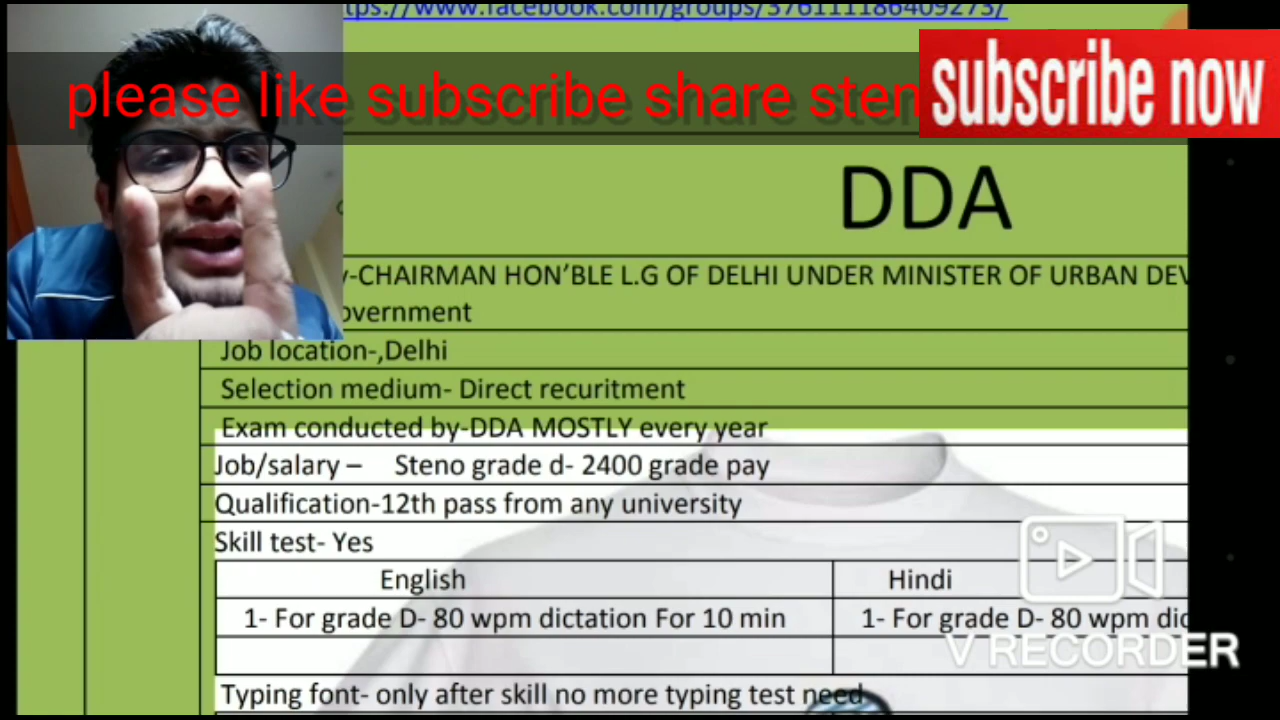 tps://www.facebook.com/groups/376111186409273/
please like subscribe share sten
subscribe now
DDA
y-CHAIRMAN HON'BLE L.G OF DELHI UNDER MINISTER OF URBAN DEV
overnment
Job location-,Delhi
Selection medium- Direct recuritment
Exam conducted by-DDA MOSTLY every year
Job/salary – Steno grade d- 2400 grade pay
Qualification-12th pass from any university
Skill test- Yes
English Hindi
1- For grade D- 80 wpm dictation For 10 min 1- For grade D- 80 wpm dic
V RECORDER
Typing font- only after skill no more typing test need